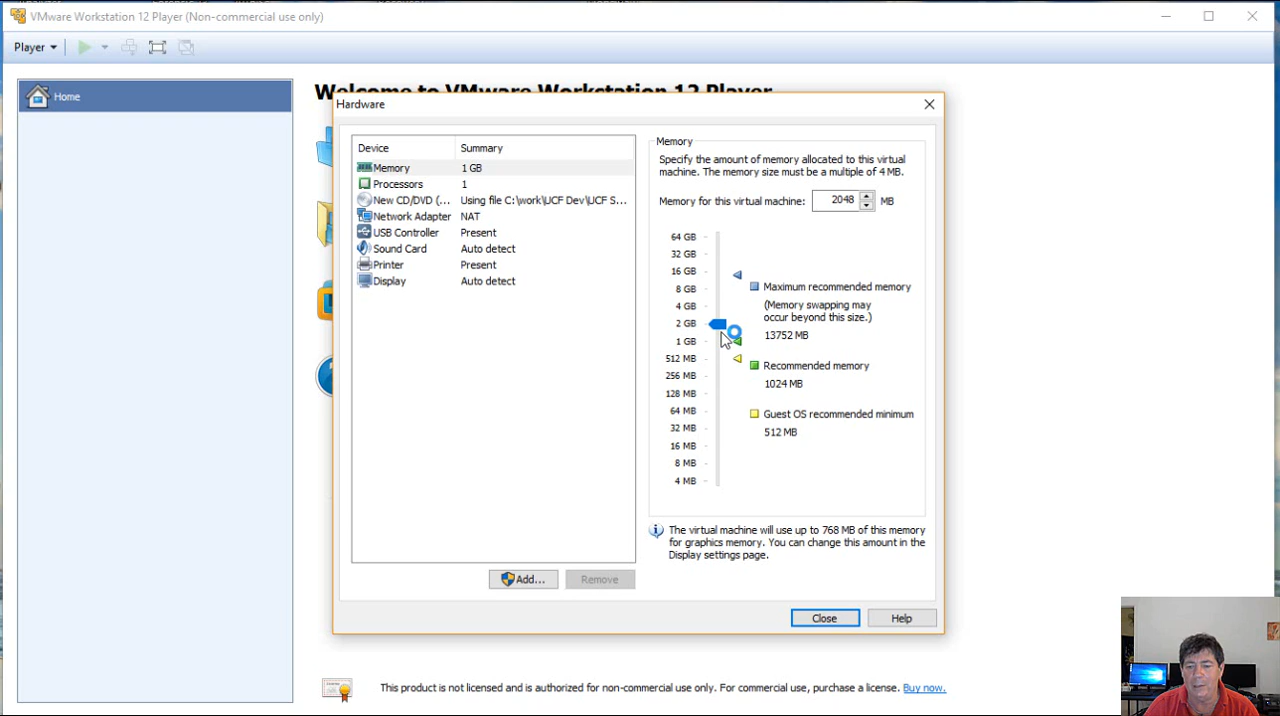 VMware Workstation 12 Player (Non-commercial use only)
Player
Home
Welcome to VMware Workstation 12 Player
Hardware
Device Summary
Memory 1 GB
Processors 1
New CD/DVD (... Using file C:\work\UCF Dev\UCF S...
Network Adapter NAT
USB Controller Present
Sound Card Auto detect
Printer Present
Display Auto detect
Add...
Remove
Memory
Specify the amount of memory allocated to this virtual
machine. The memory size must be a multiple of 4 MB.
Memory for this virtual machine: 2048 MB
64 GB
32 GB
16 GB
8 GB
4 GB
2 GB
1 GB
512 MB
256 MB
128 MB
64 MB
32 MB
16 MB
8 MB
4 MB
Maximum recommended memory
(Memory swapping may
occur beyond this size.)
13752 MB
Recommended memory
1024 MB
Guest OS recommended minimum
512 MB
The virtual machine will use up to 768 MB of this memory
for graphics memory. You can change this amount in the
Display settings page.
Close
Help
This product is not licensed and is authorized for non-commercial use only. For commercial use, purchase a license. Buy now.